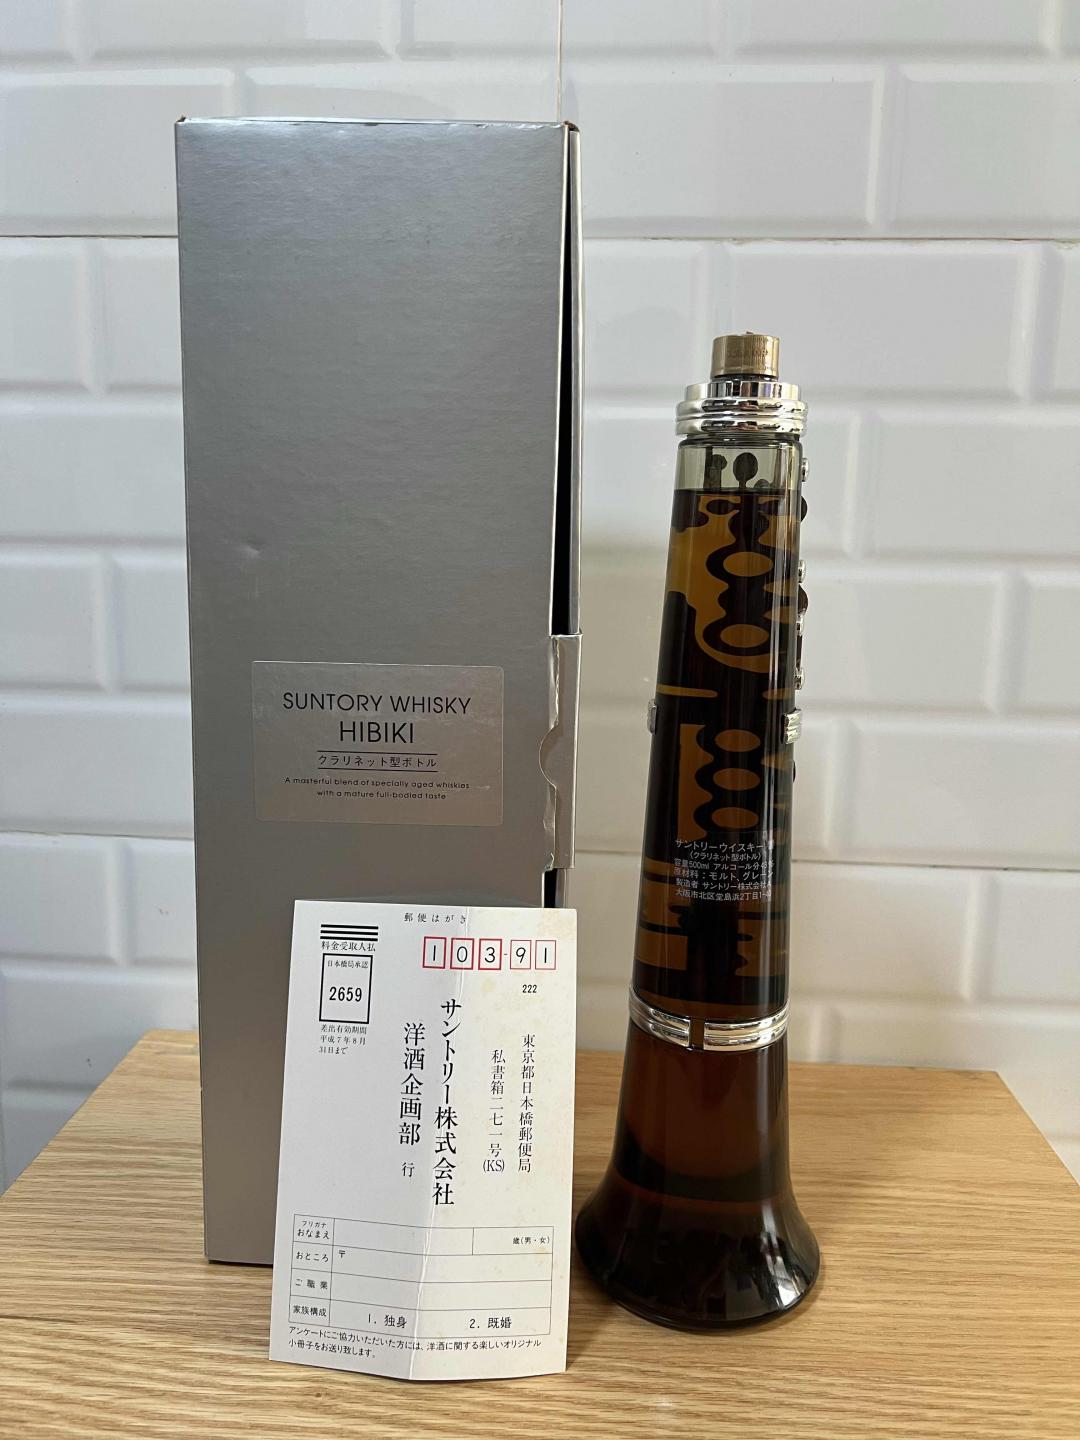 SUNTORY WHISKY
HIBIKI
クラリネット型ボトル
A masterful blend of specially aged whiskies
with a mature full-bodied taste
サントリーウイスキー
(クラリネット型ボトル)
容量500ml アルコール分
原材料：モルト、グレーン
製造者 サントリー株式会社
大阪市北区堂島浜2丁目1-4
郵便はがき
料金受取人払
日本橋局承認
2659
差出有効期間
平成7年8月
31日まで
103-91
222
東京都日本橋郵便局
私書箱二七一号(KS)
サントリー株式会社
洋酒企画部 行
フリガナ
おなまえ
歳(男・女)
おところ 〒
ご職業
家族構成 1. 独身 2. 既婚
アンケートにご協力いただいた方には、洋酒に関する楽しいオリジナル
小冊子をお送り致します。